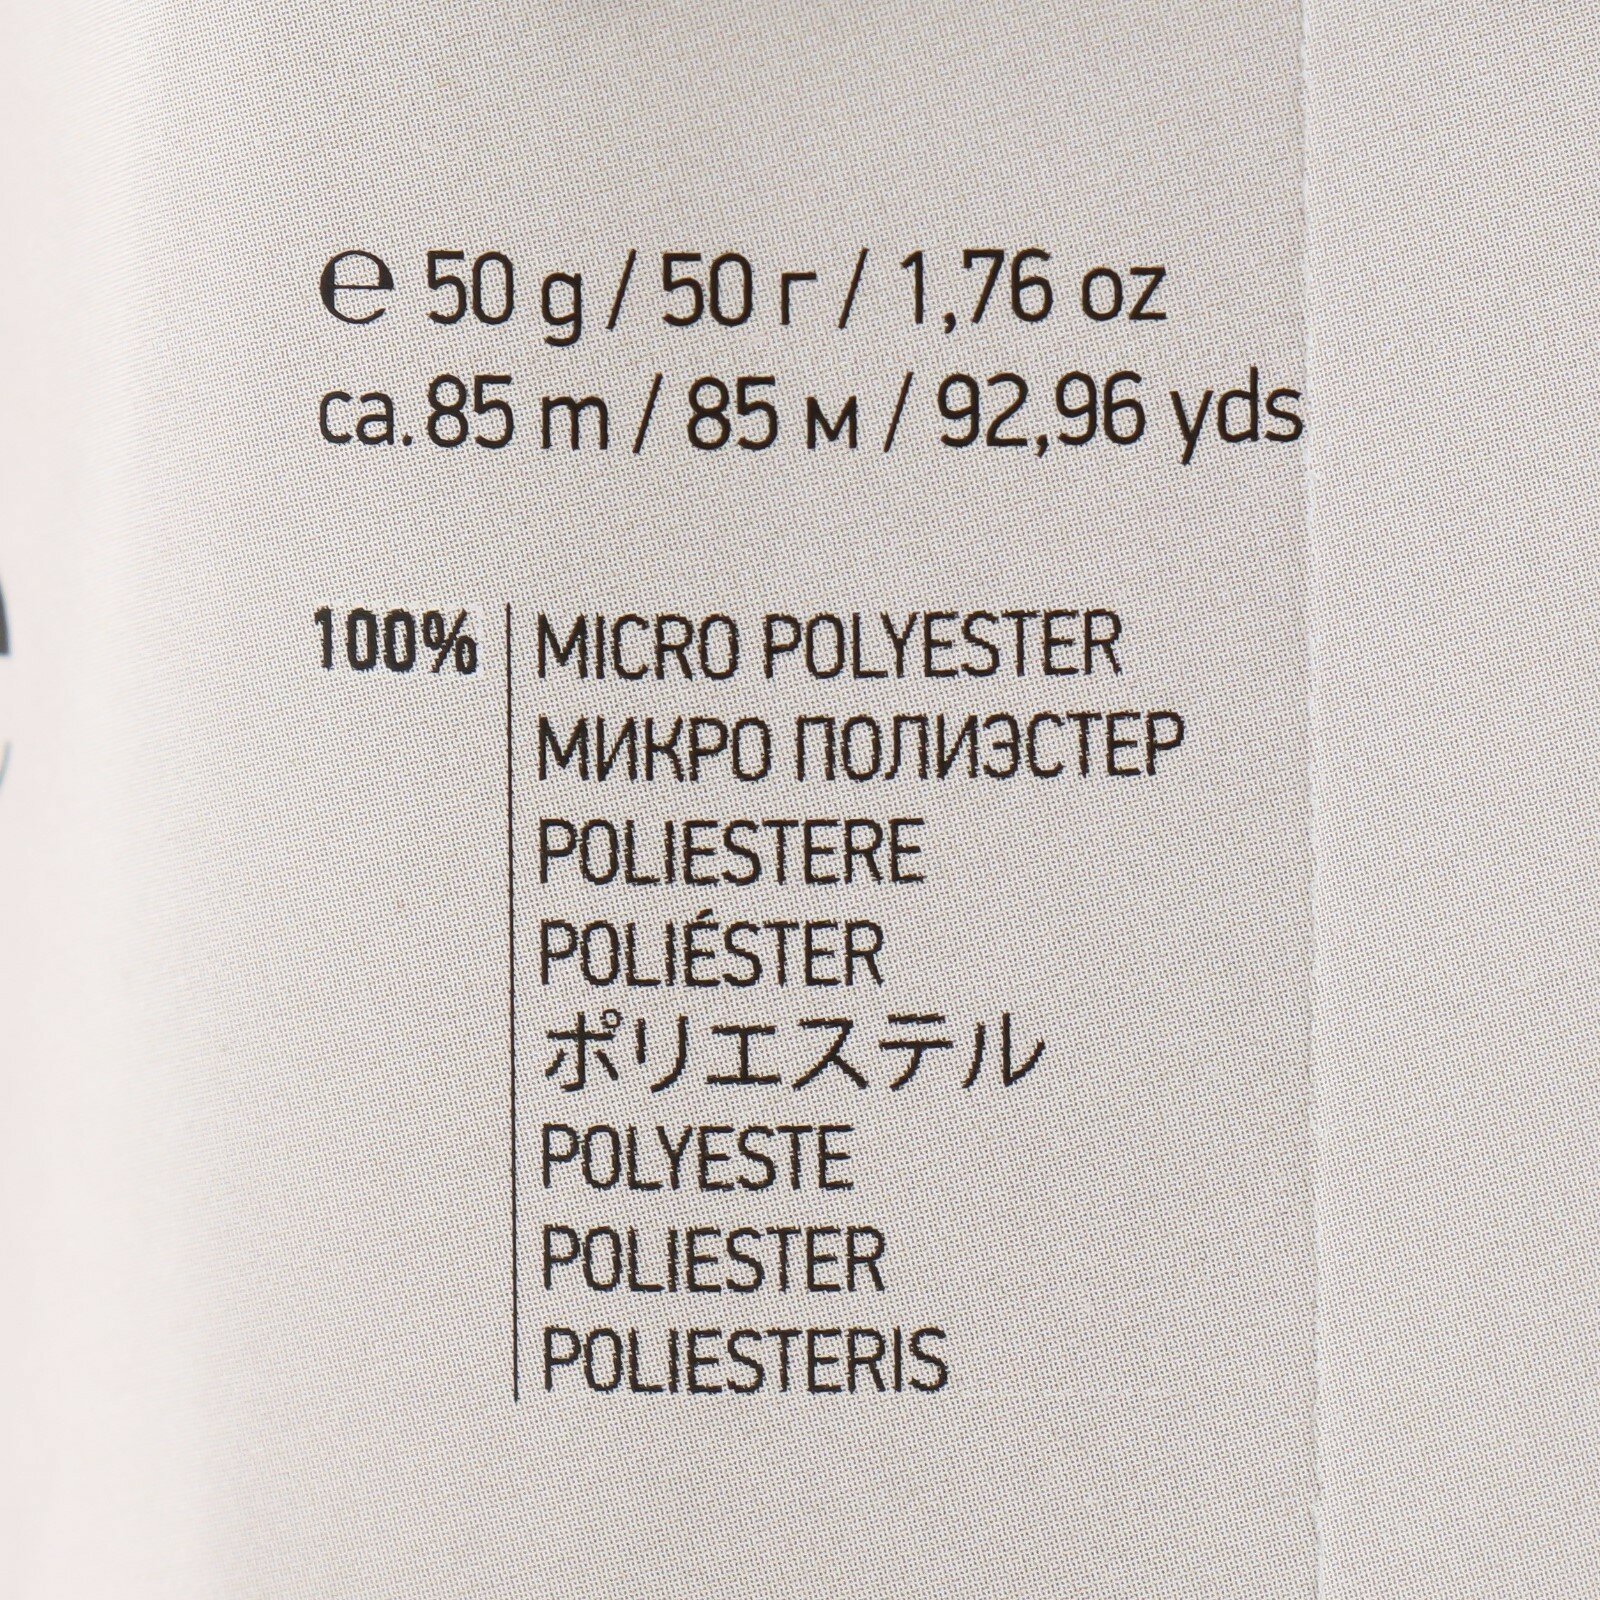 ℮ 50 g / 50 г / 1,76 oz
ca. 85 m / 85 м / 92,96 yds
100% MICRO POLYESTER
МИКРО ПОЛИЭСТЕР
POLIESTERE
POLIÉSTER
ポリエステル
POLYESTE
POLIESTER
POLIESTERIS